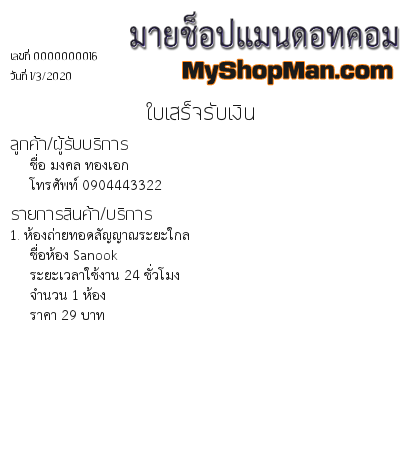 มายช็อปแมนดอทคอม
เลขที่ 0000000016
MyShopMan.com
วันที่ 1/3/2020
ใบเสร็จรับเงิน
ลูกค้า/ผู้รับบริการ
ชื่อ มงคล ทองเอก
โทรศัพท์ 0904443322
รายการสินค้า/บริการ
1. ห้องถ่ายทอดสัญญาณระยะใกล
ชื่อห้อง Sanook
ระยะเวลาใช้งาน 24 ชั่วโมง
จำนวน 1 ห้อง
ราคา 29 บาท